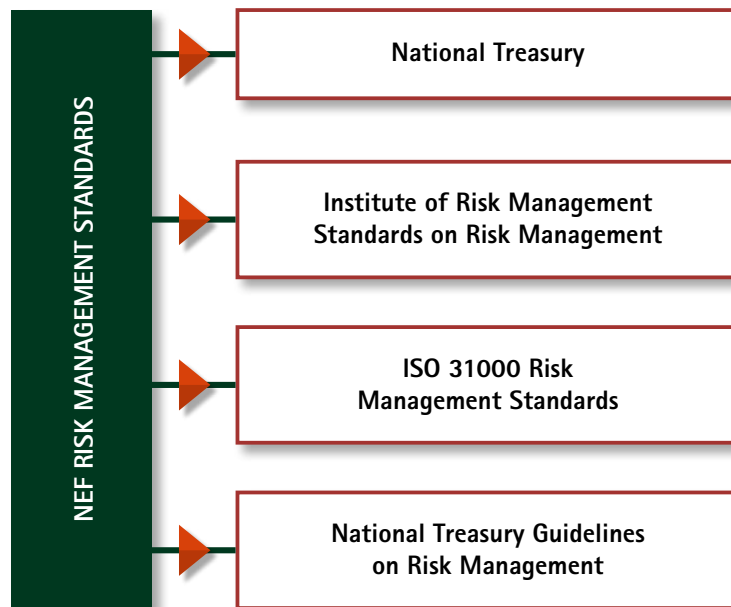 NEF RISK MANAGEMENT STANDARDS
National Treasury
Institute of Risk Management
Standards on Risk Management
ISO 31000 Risk
Management Standards
National Treasury Guidelines
on Risk Management